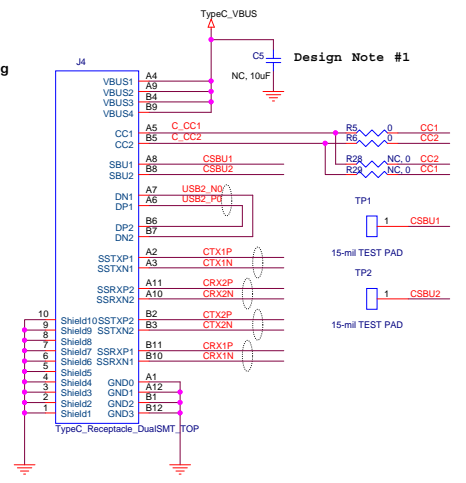 TypeC_VBUS
g
J4
C5
Design Note #1
NC, 10uF
VBUS1 A4
VBUS2 A9
VBUS3 B4
VBUS4 B9
CC1 A5 C_CC1 R5 0 CC1
CC2 B5 C_CC2 R6 0 CC2
SBU1 A8 CSBU1 R28 NC, 0 CC2
SBU2 B8 CSBU2 R29 NC, 0 CC1
DN1 A7 USB2_N0
DP1 A6 USB2_P0
TP1
1 CSBU1
15-mil TEST PAD
DP2 B6
DN2 B7
SSTXP1 A2 CTX1P
SSTXN1 A3 CTX1N
TP2
1 CSBU2
15-mil TEST PAD
SSRXP2 A11 CRX2P
SSRXN2 A10 CRX2N
10 Shield10 SSTXP2 B2 CTX2P
9 Shield9 SSTXN2 B3 CTX2N
8 Shield8
7 Shield7 SSRXP1 B11 CRX1P
6 Shield6 SSRXN1 B10 CRX1N
5 Shield5
4 Shield4 GND0 A1
3 Shield3 GND1 A12
2 Shield2 GND2 B1
1 Shield1 GND3 B12
TypeC_Receptacle_DualSMT_TOP